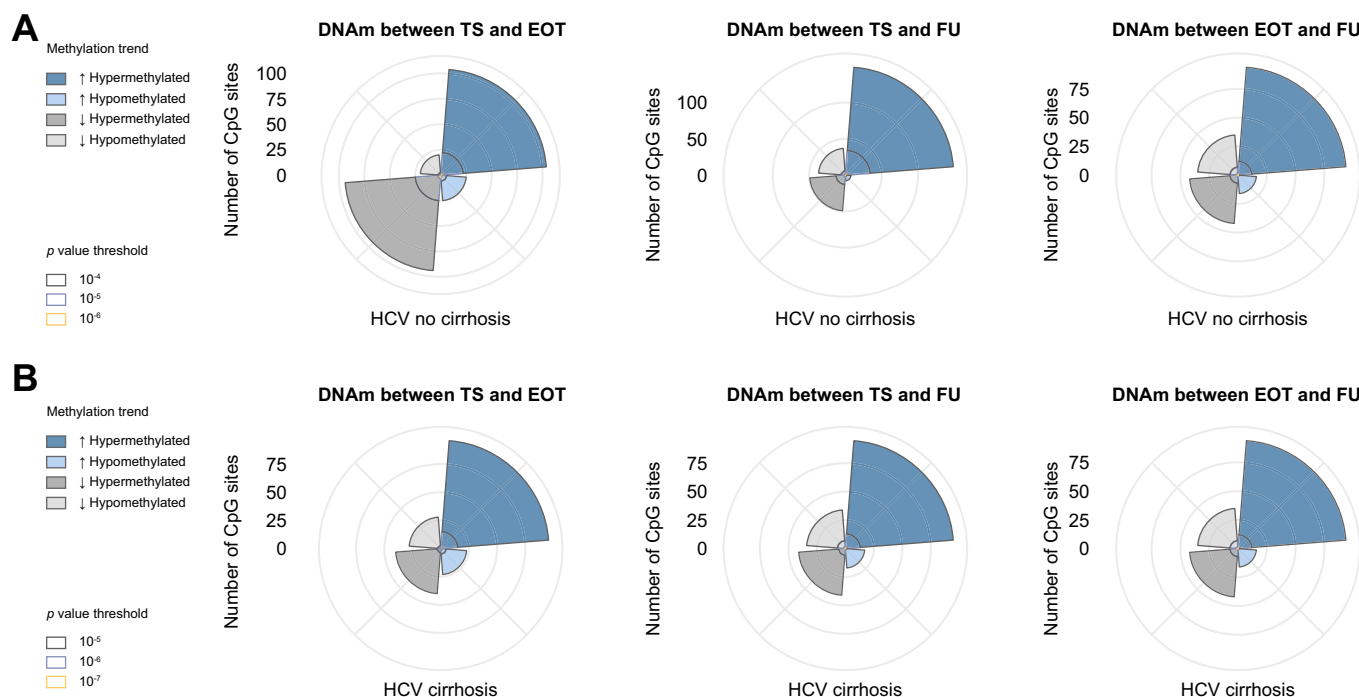 A
Methylation trend
↑ Hypermethylated
↑ Hypomethylated
↓ Hypermethylated
↓ Hypomethylated
p value threshold
10⁻⁴
10⁻⁵
10⁻⁶
DNAm between TS and EOT
Number of CpG sites
100
75
50
25
0
HCV no cirrhosis
DNAm between TS and FU
Number of CpG sites
100
50
0
HCV no cirrhosis
DNAm between EOT and FU
Number of CpG sites
75
50
25
0
HCV no cirrhosis
B
Methylation trend
↑ Hypermethylated
↑ Hypomethylated
↓ Hypermethylated
↓ Hypomethylated
p value threshold
10⁻⁵
10⁻⁶
10⁻⁷
DNAm between TS and EOT
Number of CpG sites
75
50
25
0
HCV cirrhosis
DNAm between TS and FU
Number of CpG sites
75
50
25
0
HCV cirrhosis
DNAm between EOT and FU
Number of CpG sites
75
50
25
0
HCV cirrhosis